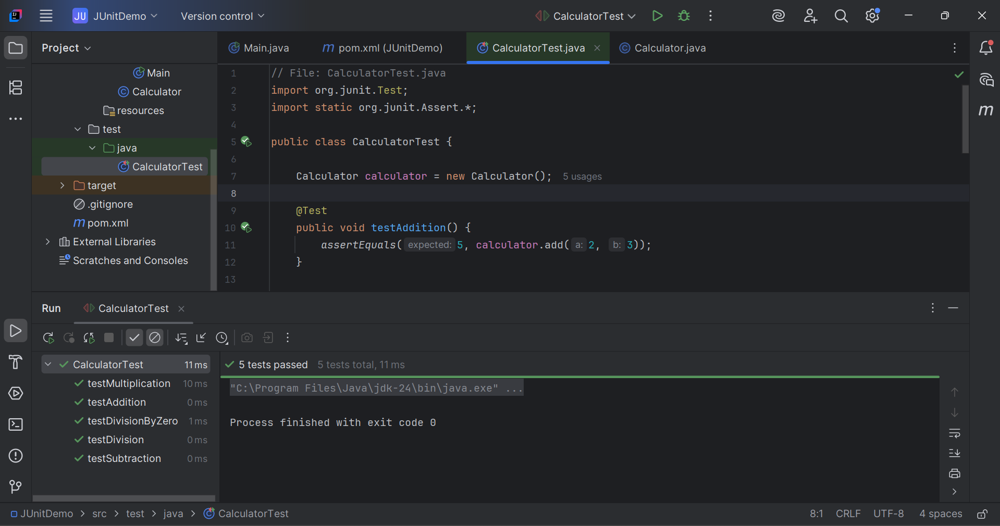 JU JUnitDemo Version control CalculatorTest
Project
Main.java
m pom.xml (JUnitDemo)
CalculatorTest.java
Calculator.java
Main
Calculator
resources
test
java
CalculatorTest
target
.gitignore
m pom.xml
External Libraries
Scratches and Consoles
1 // File: CalculatorTest.java
2 import org.junit.Test;
3 import static org.junit.Assert.*;
4
5 public class CalculatorTest {
6
7 Calculator calculator = new Calculator(); 5 usages
8
9 @Test
10 public void testAddition() {
11 assertEquals( expected: 5, calculator.add( a: 2, b: 3));
12 }
13
m
Run CalculatorTest
CalculatorTest 11 ms
testMultiplication 10 ms
testAddition 0 ms
testDivisionByZero 1 ms
testDivision 0 ms
testSubtraction 0 ms
5 tests passed 5 tests total, 11 ms
"C:\Program Files\Java\jdk-24\bin\java.exe" ...
Process finished with exit code 0
JUnitDemo > src > test > java > CalculatorTest
8:1 CRLF UTF-8 4 spaces